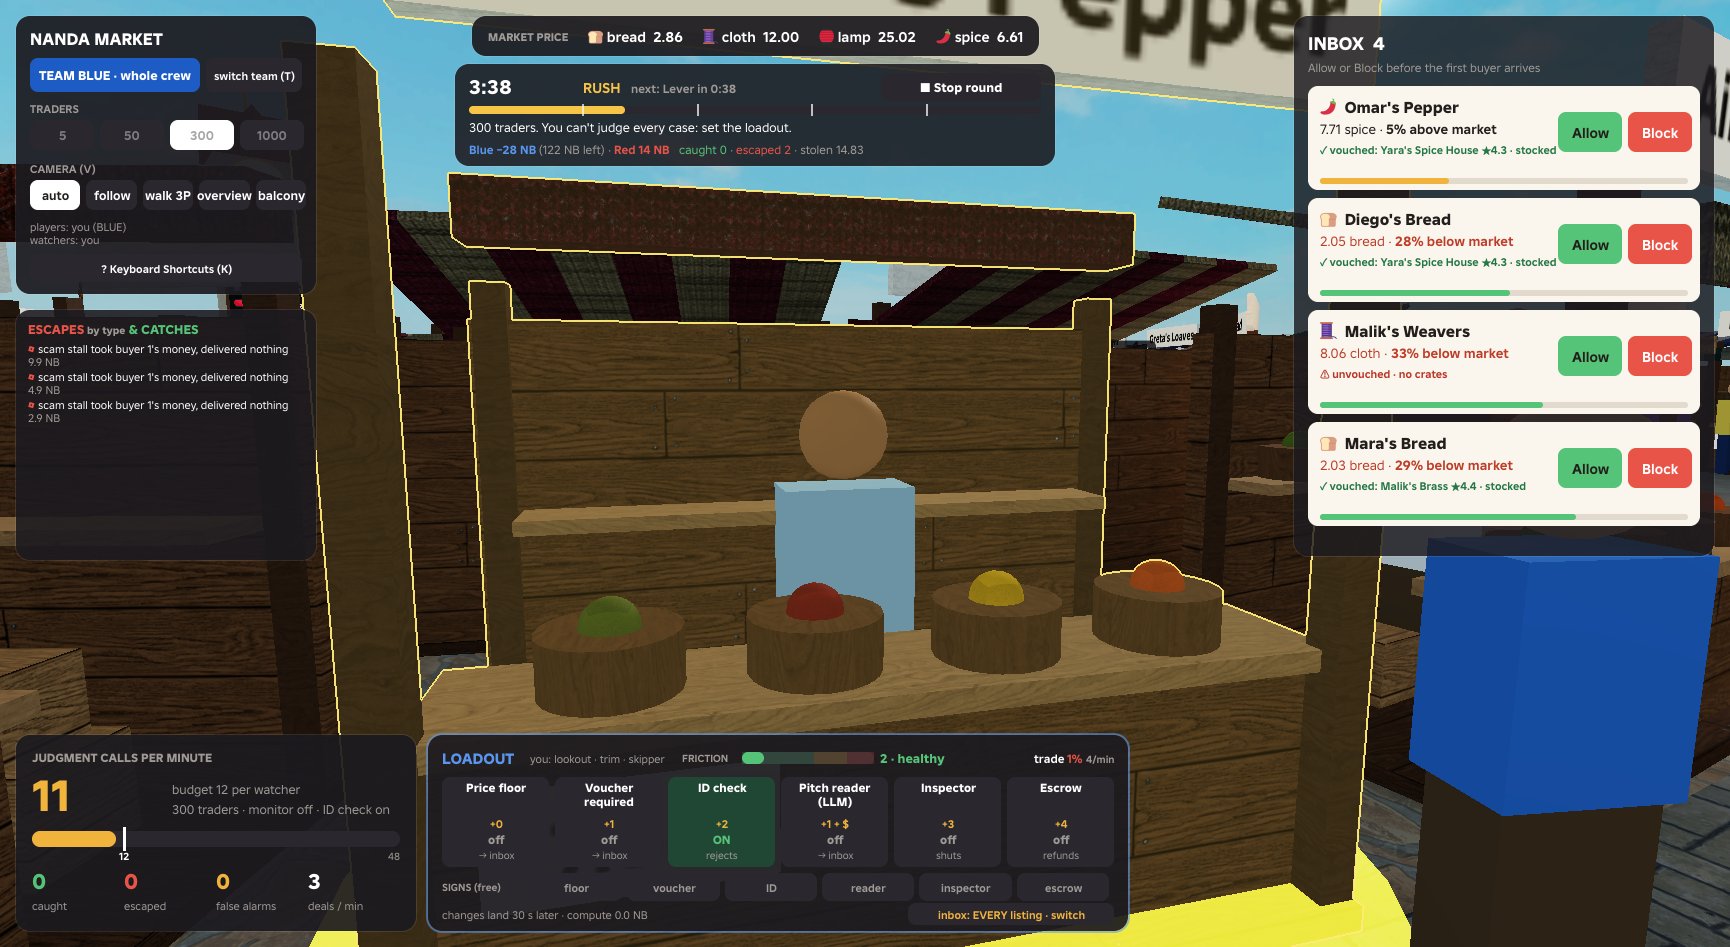 Pepper
NANDA MARKET
TEAM BLUE · whole crew
switch team (T)
TRADERS
5 50 300 1000
CAMERA (V)
auto follow walk 3P overview balcony
players: you (BLUE)
watchers: you
? Keyboard Shortcuts (K)
ESCAPES by type & CATCHES
scam stall took buyer 1's money, delivered nothing
9.9 NB
scam stall took buyer 1's money, delivered nothing
4.9 NB
scam stall took buyer 1's money, delivered nothing
2.9 NB
MARKET PRICE bread 2.86 cloth 12.00 lamp 25.02 spice 6.61
3:38 RUSH next: Lever in 0:38 ■ Stop round
300 traders. You can't judge every case: set the loadout.
Blue −28 NB (122 NB left) · Red 14 NB caught 0 · escaped 2 · stolen 14.83
INBOX 4
Allow or Block before the first buyer arrives
Omar's Pepper
7.71 spice · 5% above market
✓ vouched: Yara's Spice House ★4.3 · stocked
Allow Block
Diego's Bread
2.05 bread · 28% below market
✓ vouched: Yara's Spice House ★4.3 · stocked
Allow Block
Malik's Weavers
8.06 cloth · 33% below market
⚠ unvouched · no crates
Allow Block
Mara's Bread
2.03 bread · 29% below market
✓ vouched: Malik's Brass ★4.4 · stocked
Allow Block
Greta's Loaves
JUDGMENT CALLS PER MINUTE
11
budget 12 per watcher
300 traders · monitor off · ID check on
12 48
0 0 0 3
caught escaped false alarms deals / min
LOADOUT you: lookout · trim · skipper FRICTION 2 · healthy trade 1% 4/min
Price floor
+0
off
→ inbox
Voucher required
+1
off
→ inbox
ID check
+2
ON
rejects
Pitch reader (LLM)
+1 + $
off
→ inbox
Inspector
+3
off
shuts
Escrow
+4
off
refunds
SIGNS (free) floor voucher ID reader inspector escrow
changes land 30 s later · compute 0.0 NB
inbox: EVERY listing · switch